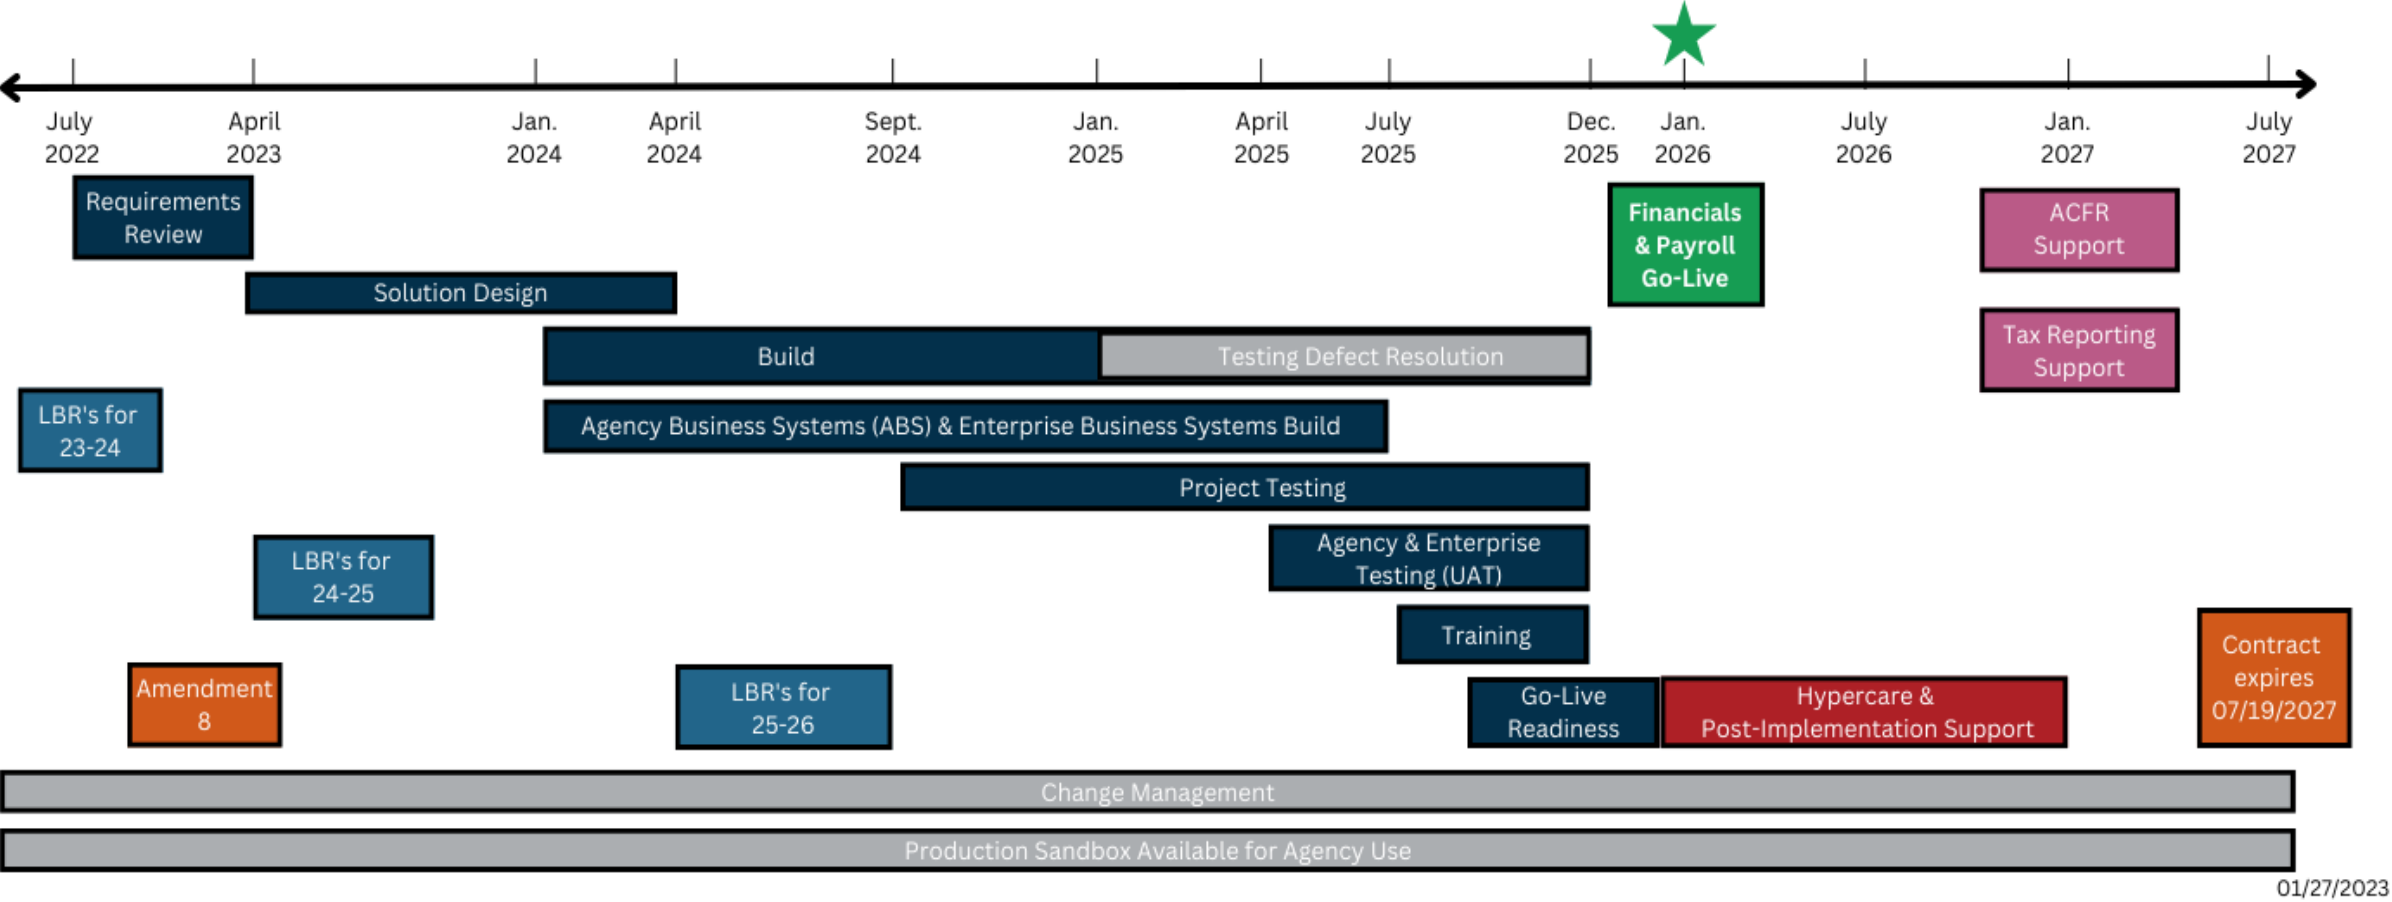 July
2022
April
2023
Jan.
2024
April
2024
Sept.
2024
Jan.
2025
April
2025
July
2025
Dec.
2025
Jan.
2026
July
2026
Jan.
2027
July
2027
Requirements
Review
Financials
& Payroll
Go-Live
ACFR
Support
Solution Design
Tax Reporting
Support
Build
Testing Defect Resolution
LBR's for
23-24
Agency Business Systems (ABS) & Enterprise Business Systems Build
Project Testing
Agency & Enterprise
Testing (UAT)
LBR's for
24-25
Training
Contract
expires
07/19/2027
Amendment
8
LBR's for
25-26
Go-Live
Readiness
Hypercare &
Post-Implementation Support
Change Management
Production Sandbox Available for Agency Use
01/27/2023